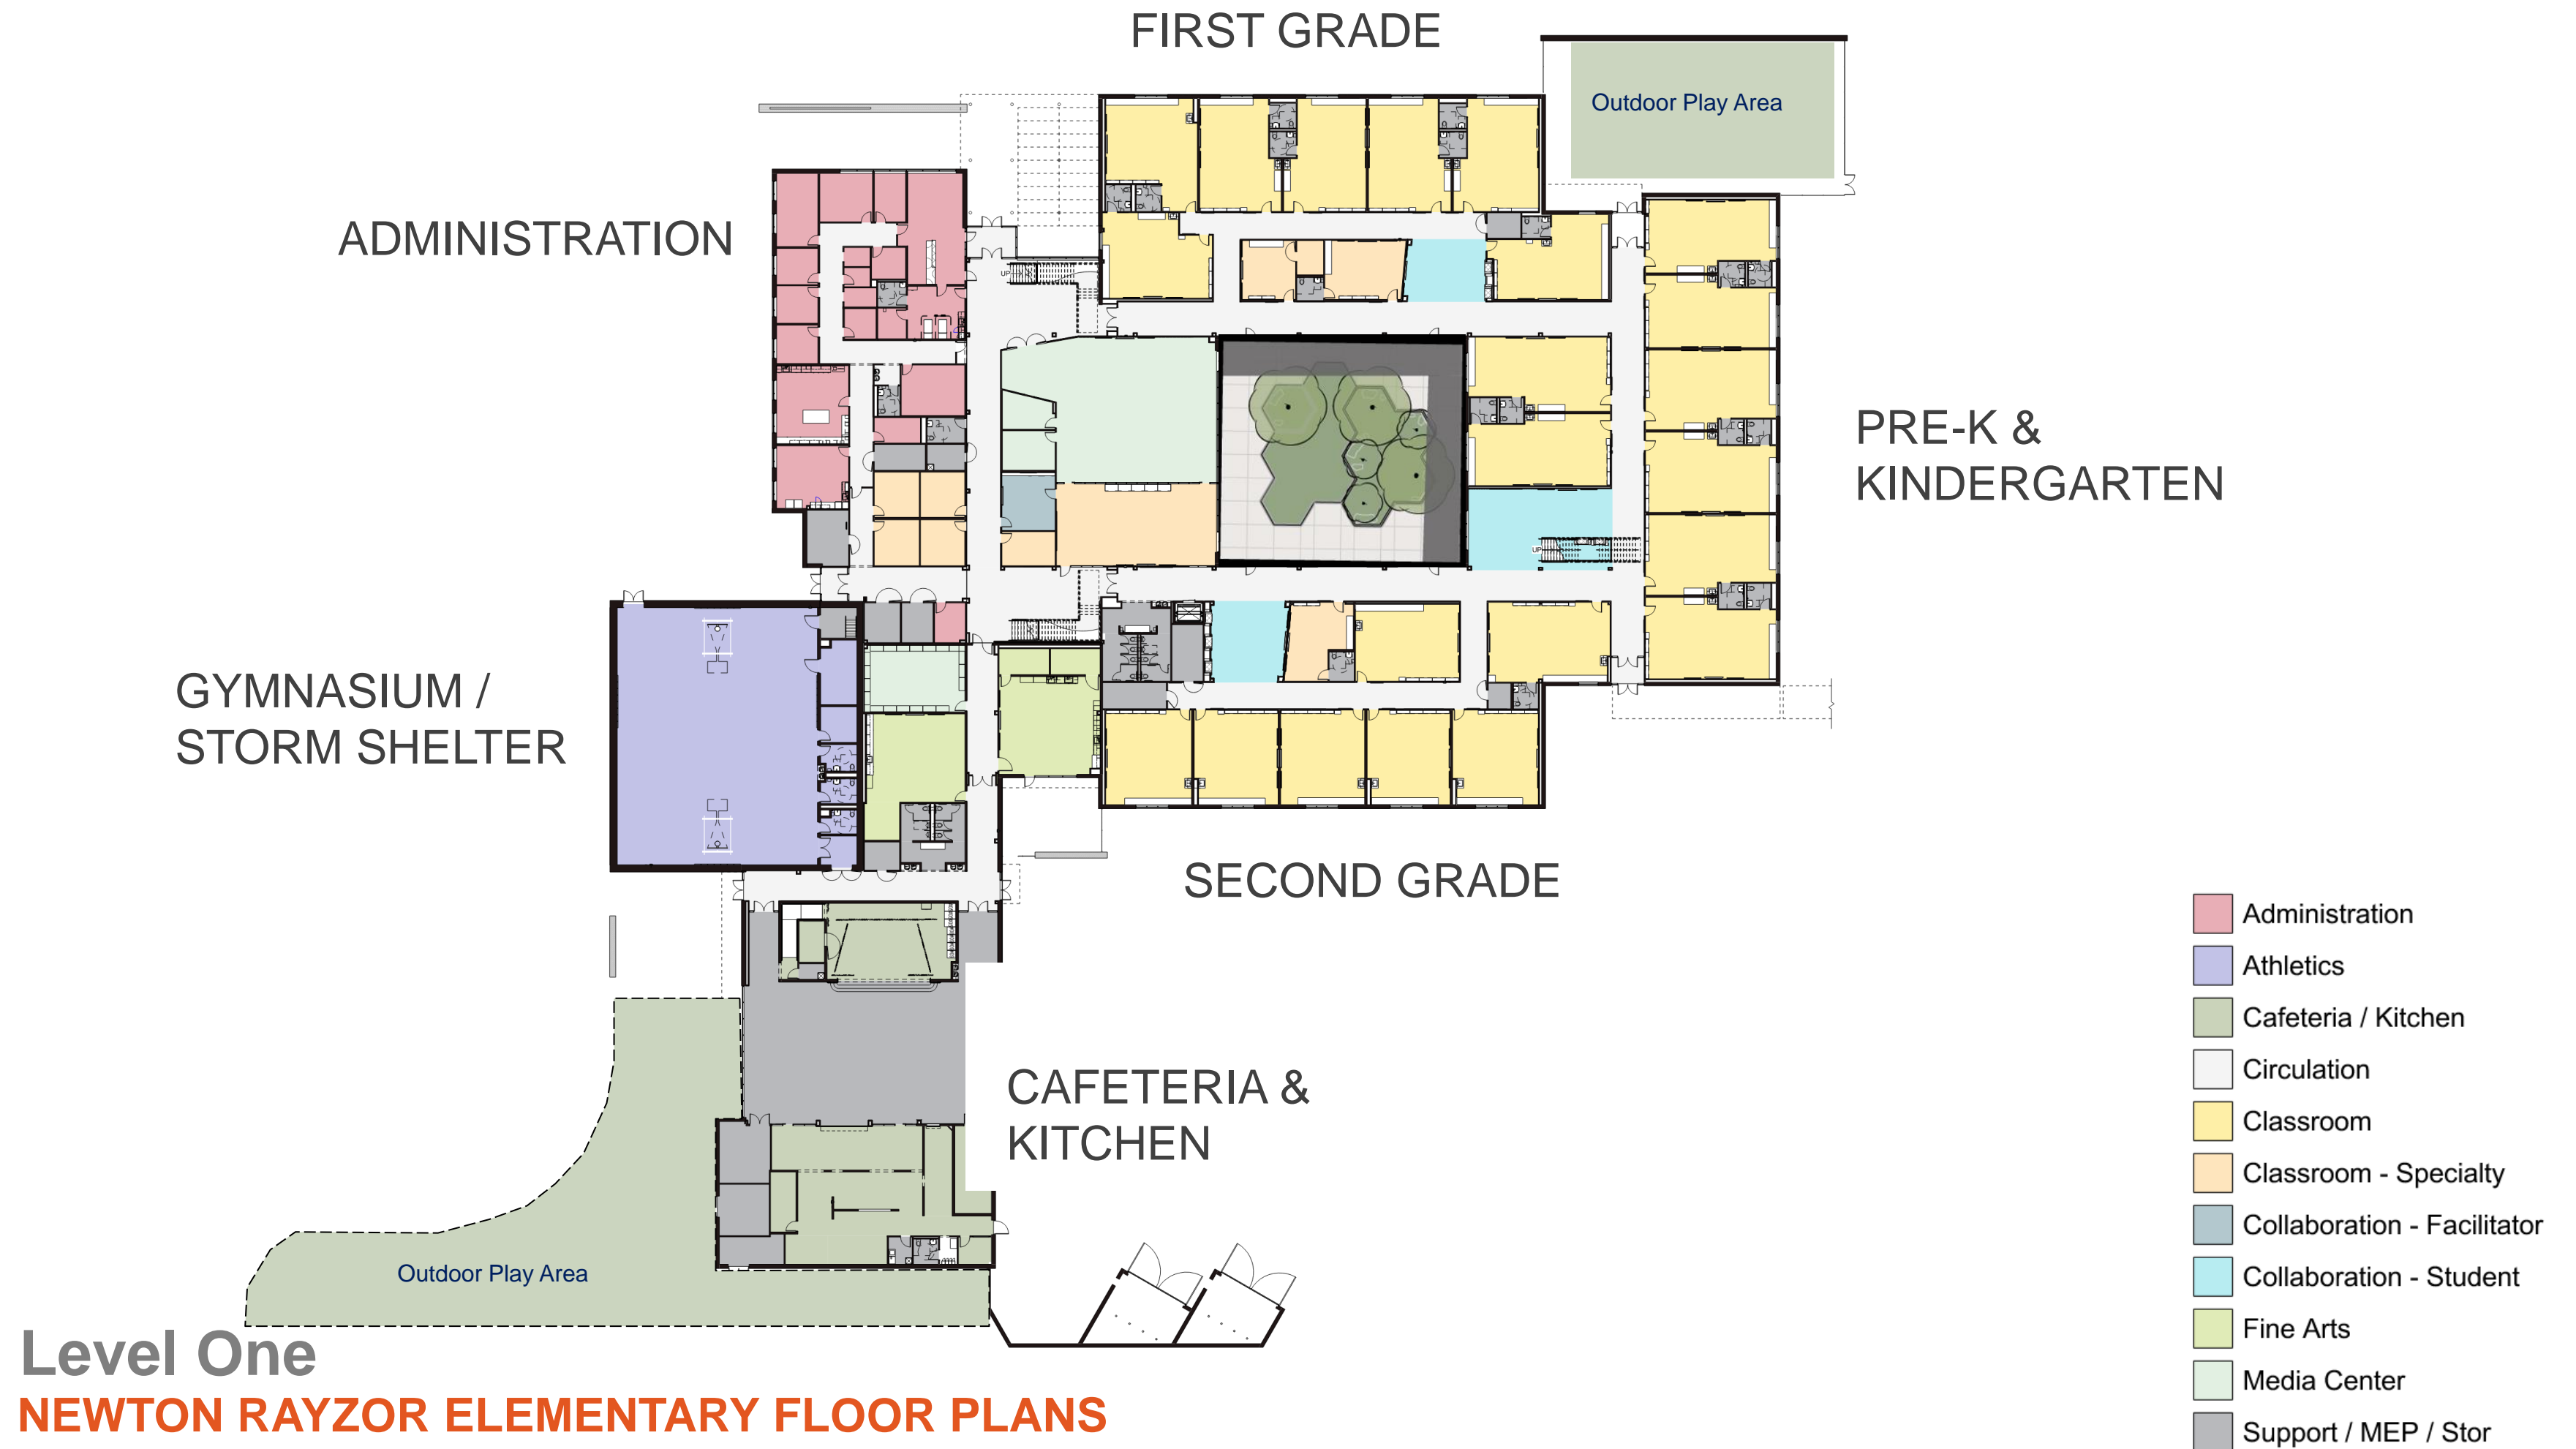 FIRST GRADE
Outdoor Play Area
ADMINISTRATION
UP
PRE-K &
KINDERGARTEN
UP
GYMNASIUM /
STORM SHELTER
SECOND GRADE
CAFETERIA &
KITCHEN
Outdoor Play Area
Administration
Athletics
Cafeteria / Kitchen
Circulation
Classroom
Classroom - Specialty
Collaboration - Facilitator
Collaboration - Student
Fine Arts
Media Center
Support / MEP / Stor
Level One
NEWTON RAYZOR ELEMENTARY FLOOR PLANS